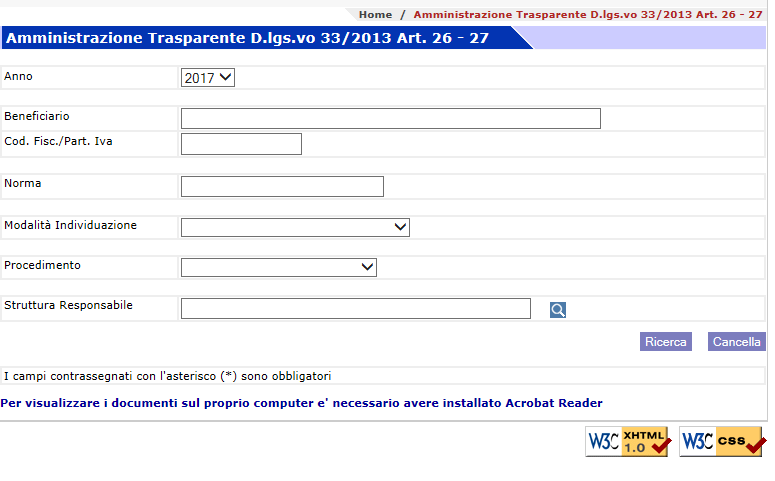 Home / Amministrazione Trasparente D.lgs.vo 33/2013 Art. 26 - 27
Amministrazione Trasparente D.lgs.vo 33/2013 Art. 26 - 27
Anno 2017
Beneficiario
Cod. Fisc./Part. Iva
Norma
Modalità Individuazione
Procedimento
Struttura Responsabile
Ricerca Cancella
I campi contrassegnati con l'asterisco (*) sono obbligatori
Per visualizzare i documenti sul proprio computer e' necessario avere installato Acrobat Reader
W3C XHTML 1.0 W3C css